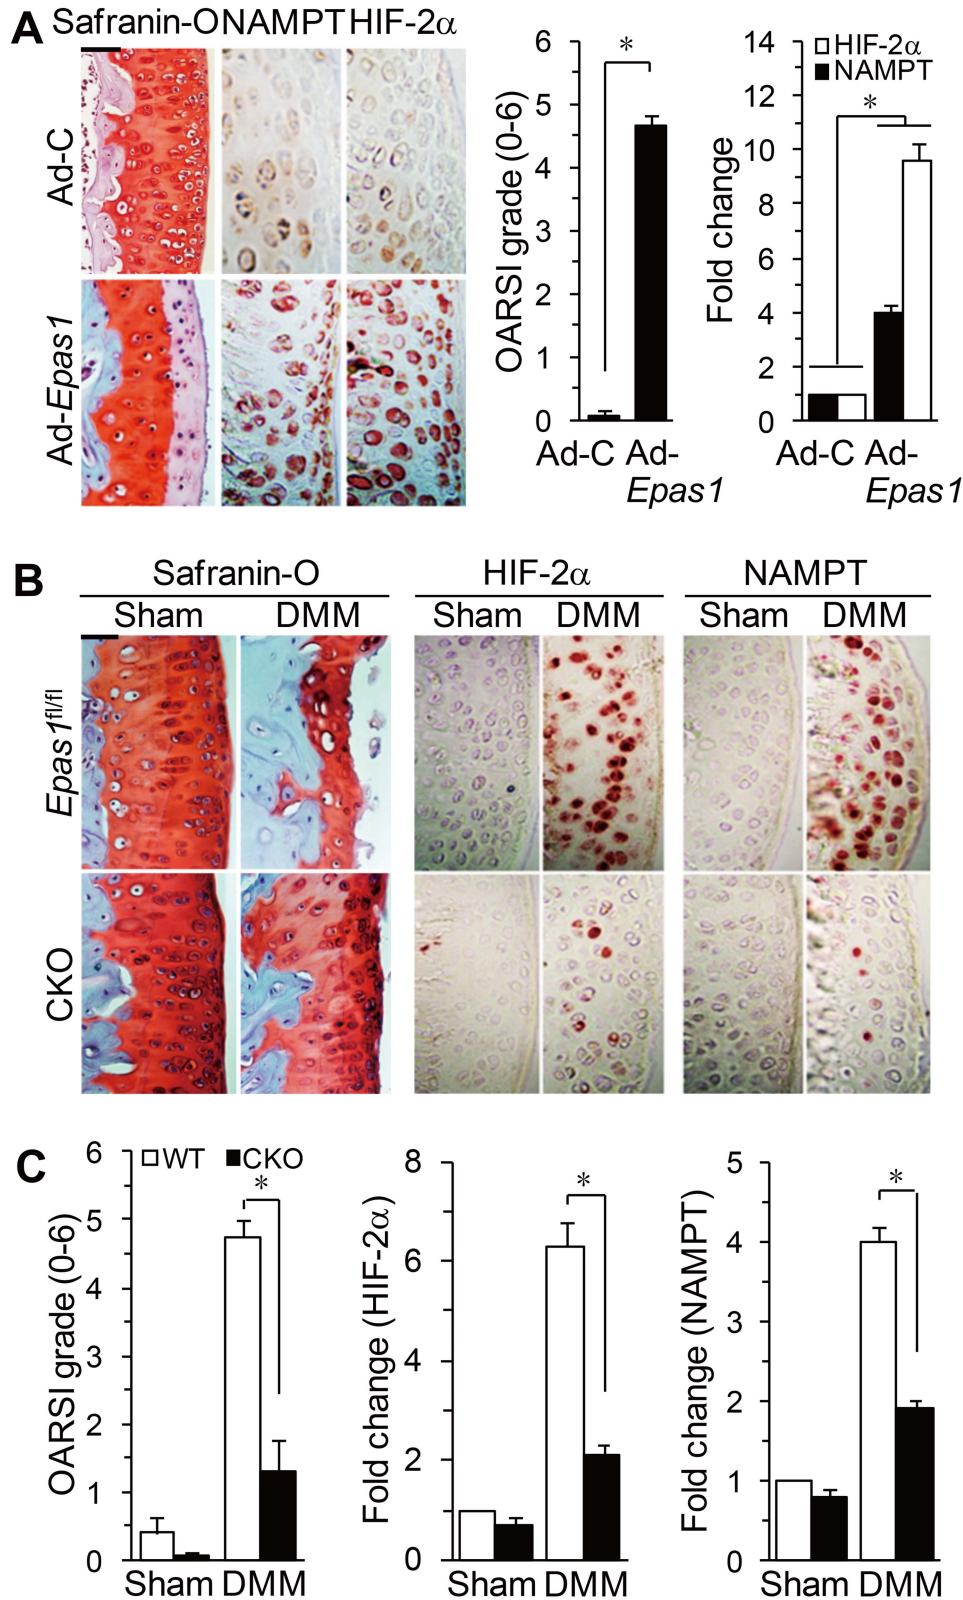 A
Safranin-O NAMPT HIF-2α
Ad-C
Ad-Epas1
OARSI grade (0-6)
6
5
4
3
2
1
0
Ad-C Ad-
Epas1
*
Fold change
14
12
10
8
6
4
2
0
HIF-2α
NAMPT
*
Ad-C Ad-
Epas1
B
Safranin-O HIF-2α NAMPT
Sham DMM Sham DMM Sham DMM
Epas1fl/fl
CKO
C
OARSI grade (0-6)
6
5
4
3
2
1
0
WT CKO
*
Sham DMM
Fold change (HIF-2α)
8
6
4
2
0
*
Sham DMM
Fold change (NAMPT)
5
4
3
2
1
0
*
Sham DMM